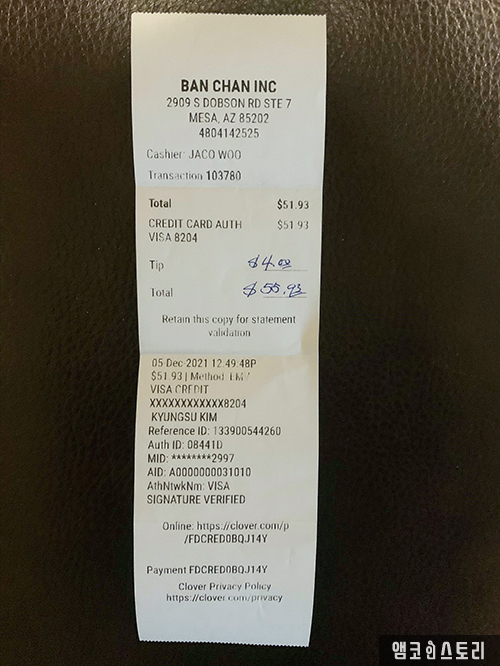 BAN CHAN INC
2909 S DOBSON RD STE 7
MESA, AZ 85202
4804142525
Cashier: JACO WOO
Transaction 103780
Total $51.93
CREDIT CARD AUTH $51.93
VISA 8204
Tip $4.00
Total $55.93
Retain this copy for statement
validation
05-Dec-2021 12:49:48P
$51.93 | Method: EMV
VISA CREDIT
XXXXXXXXXXXX8204
KYUNGSU KIM
Reference ID: 133900544260
Auth ID: 08441D
MID: ********2997
AID: A0000000031010
AthNtwkNm: VISA
SIGNATURE VERIFIED
Online: https://clover.com/p
/FDCRED0BQJ14Y
Payment FDCRED0BQJ14Y
Clover Privacy Policy
https://clover.com/privacy
앰코인스토리